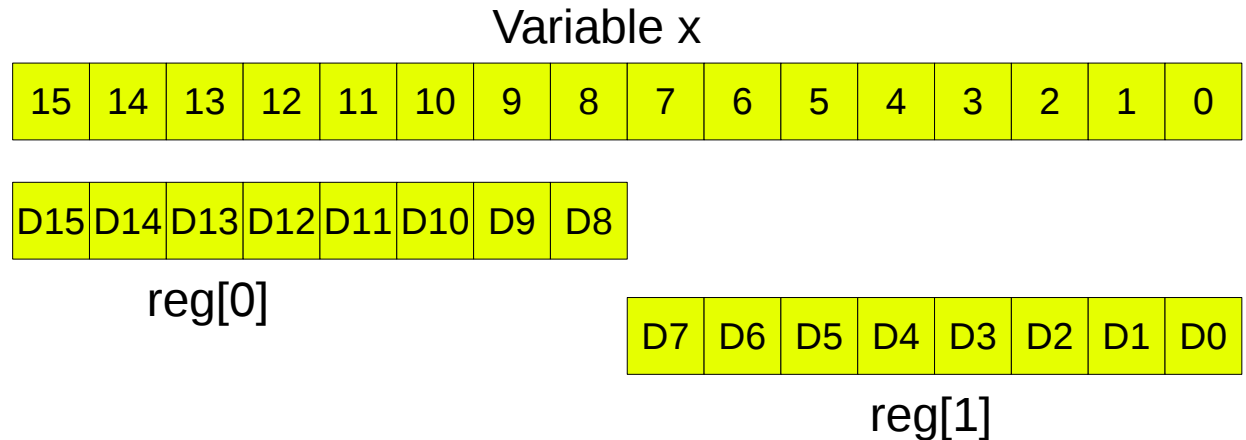 Variable x
15 14 13 12 11 10 9 8 7 6 5 4 3 2 1 0
D15 D14 D13 D12 D11 D10 D9 D8
reg[0]
D7 D6 D5 D4 D3 D2 D1 D0
reg[1]